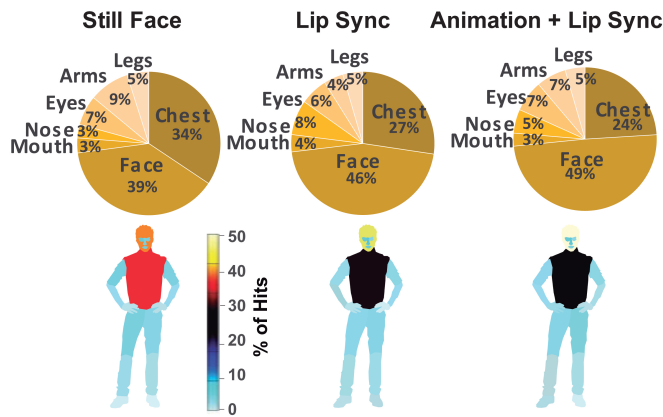 Still Face
Lip Sync
Animation + Lip Sync
Legs
5%
Arms
9%
Eyes
7%
Nose
3%
Mouth
3%
Chest
34%
Face
39%
Legs
5%
Arms
4%
Eyes
6%
Nose
8%
Mouth
4%
Chest
27%
Face
46%
Legs
5%
Arms
7%
Eyes
7%
Nose
5%
Mouth
3%
Chest
24%
Face
49%
50
40
30
20
10
0
% of Hits